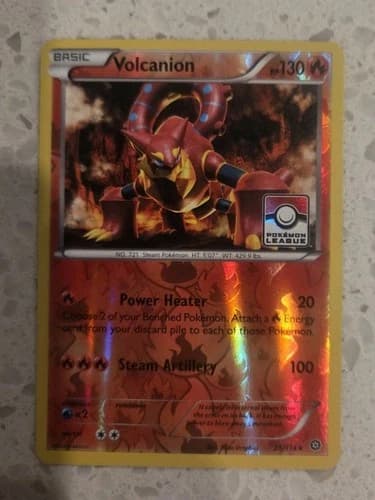 BASIC
Volcanion
HP130
POKÉMON
LEAGUE
NO. 721 Steam Pokémon HT: 5'07" WT: 429.9 lbs.
Power Heater 20
Choose 2 of your Benched Pokémon. Attach a Energy
card from your discard pile to each of those Pokémon.
Steam Artillery 100
×2